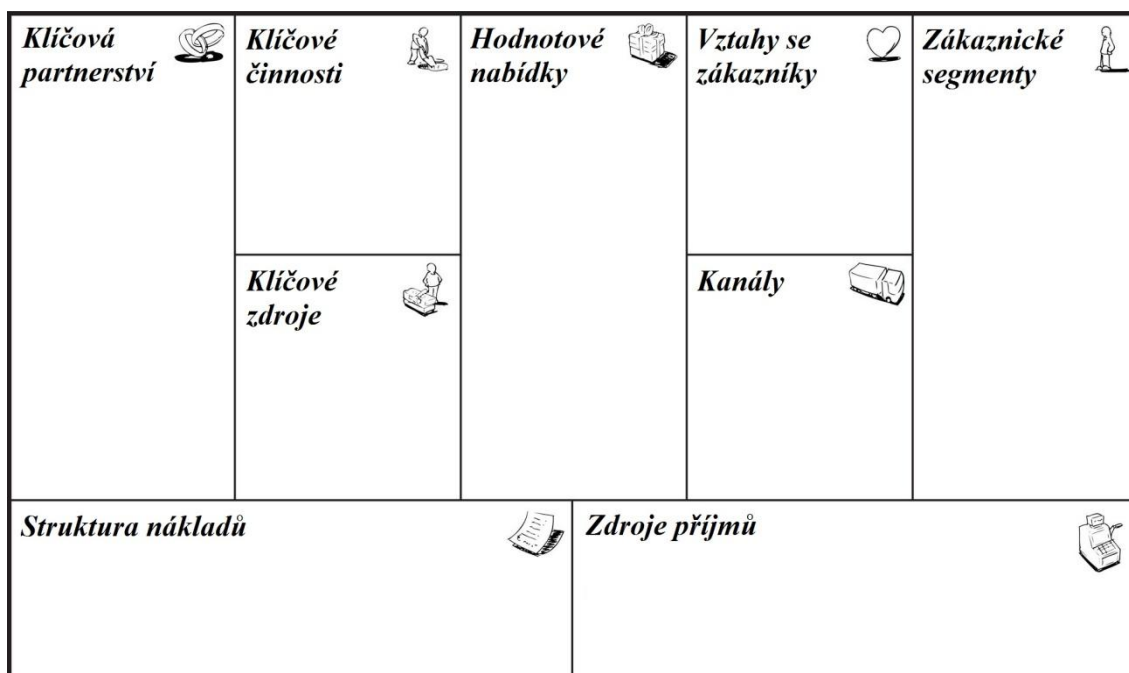 Klíčová
partnerství
Klíčové
činnosti
Klíčové
zdroje
Hodnotové
nabídky
Vztahy se
zákazníky
Kanály
Zákaznické
segmenty
Struktura nákladů
Zdroje příjmů